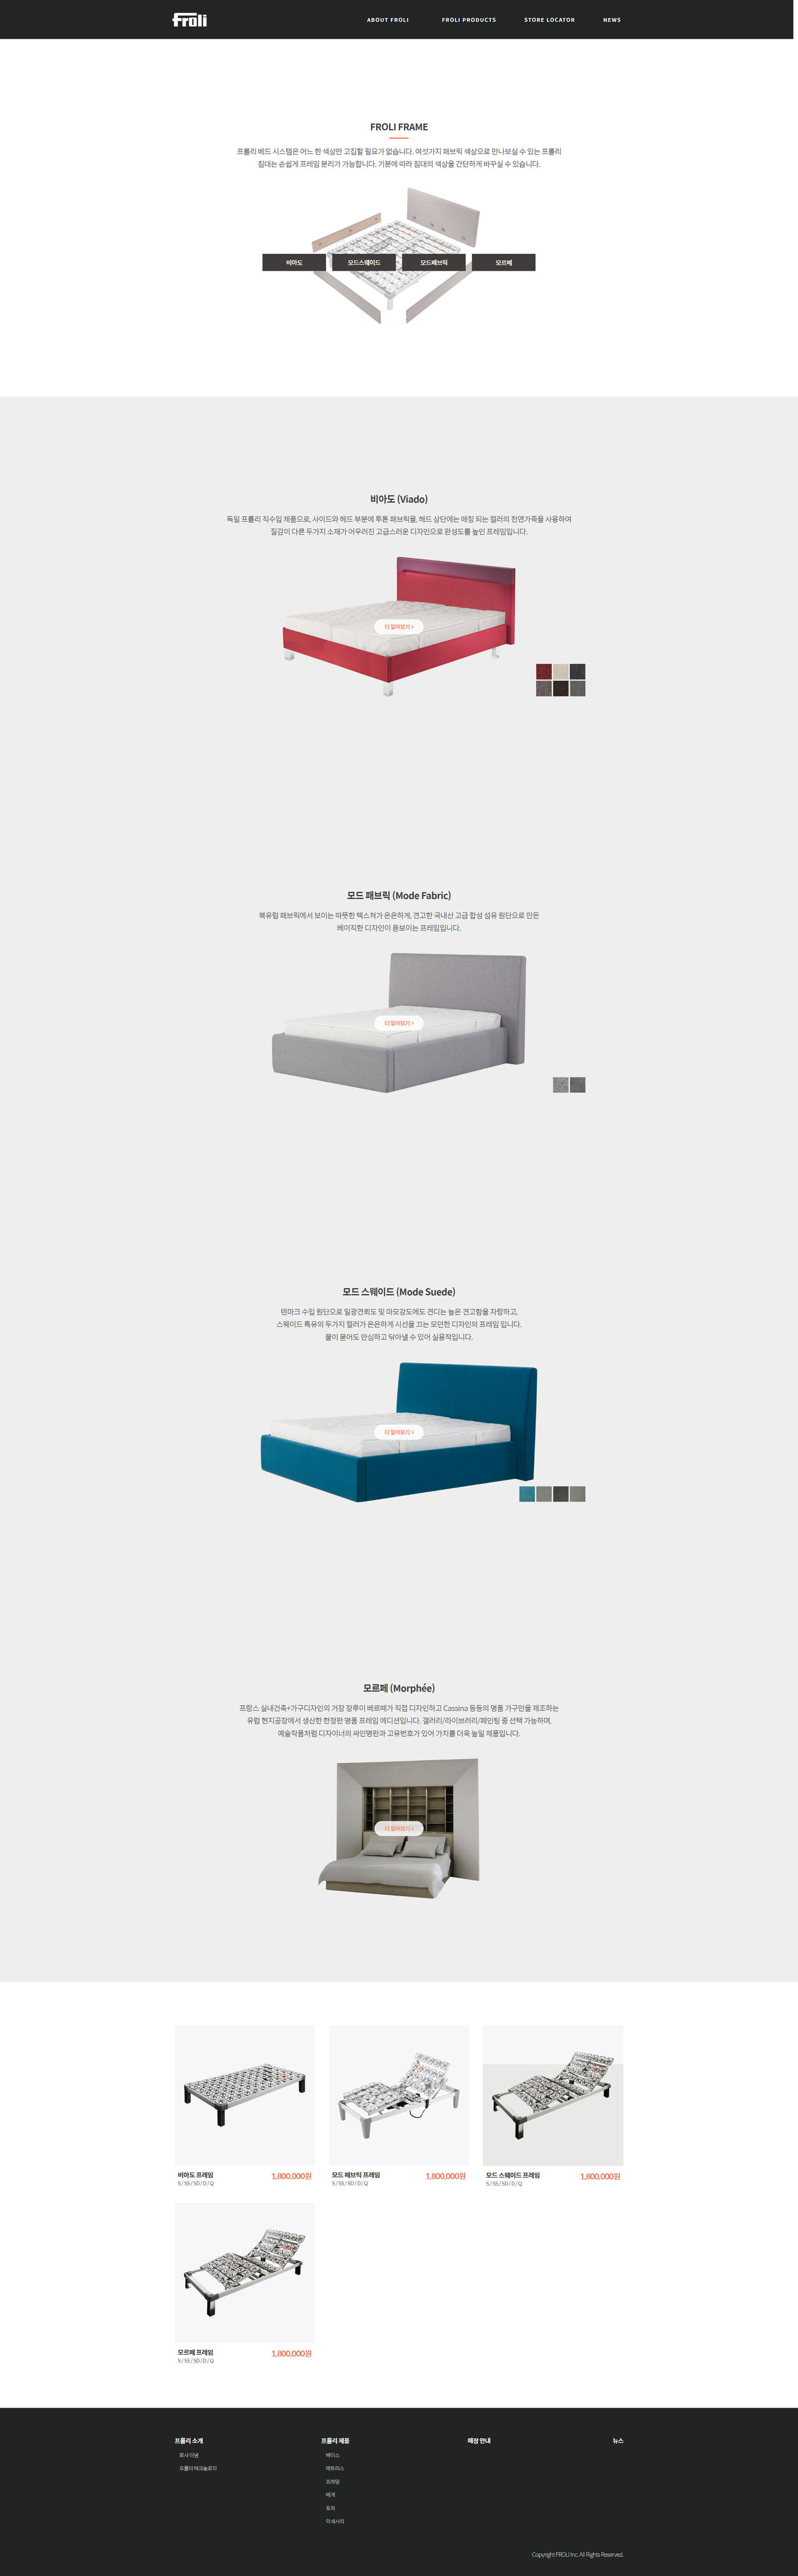 Froli
ABOUT FROLI
FROLI PRODUCTS
STORE LOCATOR
NEWS
FROLI FRAME
프롤리 베드 시스템은 어느 한 색상만 고집할 필요가 없습니다. 여섯가지 패브릭 색상으로 만나보실 수 있는 프롤리
침대는 손쉽게 프레임 분리가 가능합니다. 기분에 따라 침대의 색상을 간단하게 바꾸실 수 있습니다.
비아도
모드스웨이드
모드페브릭
모르페
비아도 (Viado)
독일 프롤리 직수입 제품으로, 사이드와 헤드 부분에 투톤 패브릭을, 헤드 상단에는 매칭 되는 컬러의 천연가죽을 사용하여
질감이 다른 두가지 소재가 어우러진 고급스러운 디자인으로 완성도를 높인 프레임입니다.
더 알아보기 >
모드 패브릭 (Mode Fabric)
북유럽 패브릭에서 보이는 따뜻한 텍스쳐가 은은하게, 견고한 국내산 고급 합성 섬유 원단으로 만든
베이직한 디자인이 돋보이는 프레임입니다.
더 알아보기 >
모드 스웨이드 (Mode Suede)
덴마크 수입 원단으로 일광견뢰도 및 마모강도에도 견디는 높은 견고함을 자랑하고,
스웨이드 특유의 두가지 컬러가 은은하게 시선을 끄는 모던한 디자인의 프레임 입니다.
물이 묻어도 안심하고 닦아낼 수 있어 실용적입니다.
더 알아보기 >
모르페 (Morphée)
프랑스 실내건축+가구디자인의 거장 장루이 베르제가 직접 디자인하고 Cassina 등등의 명품 가구만을 제조하는
유럽 현지공장에서 생산한 한정판 명품 프레임 에디션입니다. 갤러리/라이브러리/페인팅 중 선택 가능하며,
예술작품처럼 디자이너의 싸인명판과 고유번호가 있어 가치를 더욱 높일 제품입니다.
더 알아보기 >
비아도 프레임
1,800,000원
S / SS / SD / D / Q
모드 패브릭 프레임
1,800,000원
S / SS / SD / D / Q
모드 스웨이드 프레임
1,800,000원
S / SS / SD / D / Q
모르페 프레임
1,800,000원
S / SS / SD / D / Q
프롤리 소개
회사 이념
프롤리 테크놀로지
프롤리 제품
베디스
매트리스
프레임
베개
토퍼
악세사리
매장 안내
뉴스
Copyright FROLI Inc. All Rights Reserved.